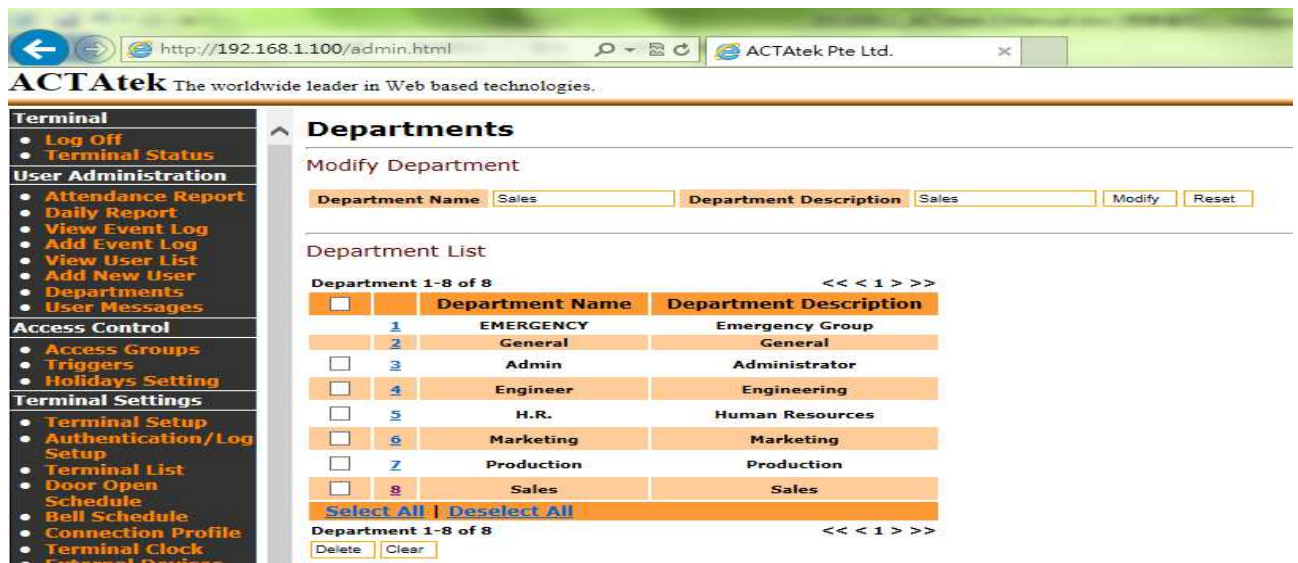 http://192.168.1.100/admin.html
ACTAtek Pte Ltd.
ACTAtek The worldwide leader in Web based technologies.
Terminal
Log Off
Terminal Status
User Administration
Attendance Report
Daily Report
View Event Log
Add Event Log
View User List
Add New User
Departments
User Messages
Access Control
Access Groups
Triggers
Holidays Setting
Terminal Settings
Terminal Setup
Authentication/Log
Setup
Terminal List
Door Open
Schedule
Bell Schedule
Connection Profile
Terminal Clock
External Devices
Departments
Modify Department
Department Name Sales Department Description Sales Modify Reset
Department List
Department 1-8 of 8 << < 1 > >>
Department Name Department Description
1 EMERGENCY Emergency Group
2 General General
3 Admin Administrator
4 Engineer Engineering
5 H.R. Human Resources
6 Marketing Marketing
7 Production Production
8 Sales Sales
Select All | Deselect All
Department 1-8 of 8 << < 1 > >>
Delete Clear